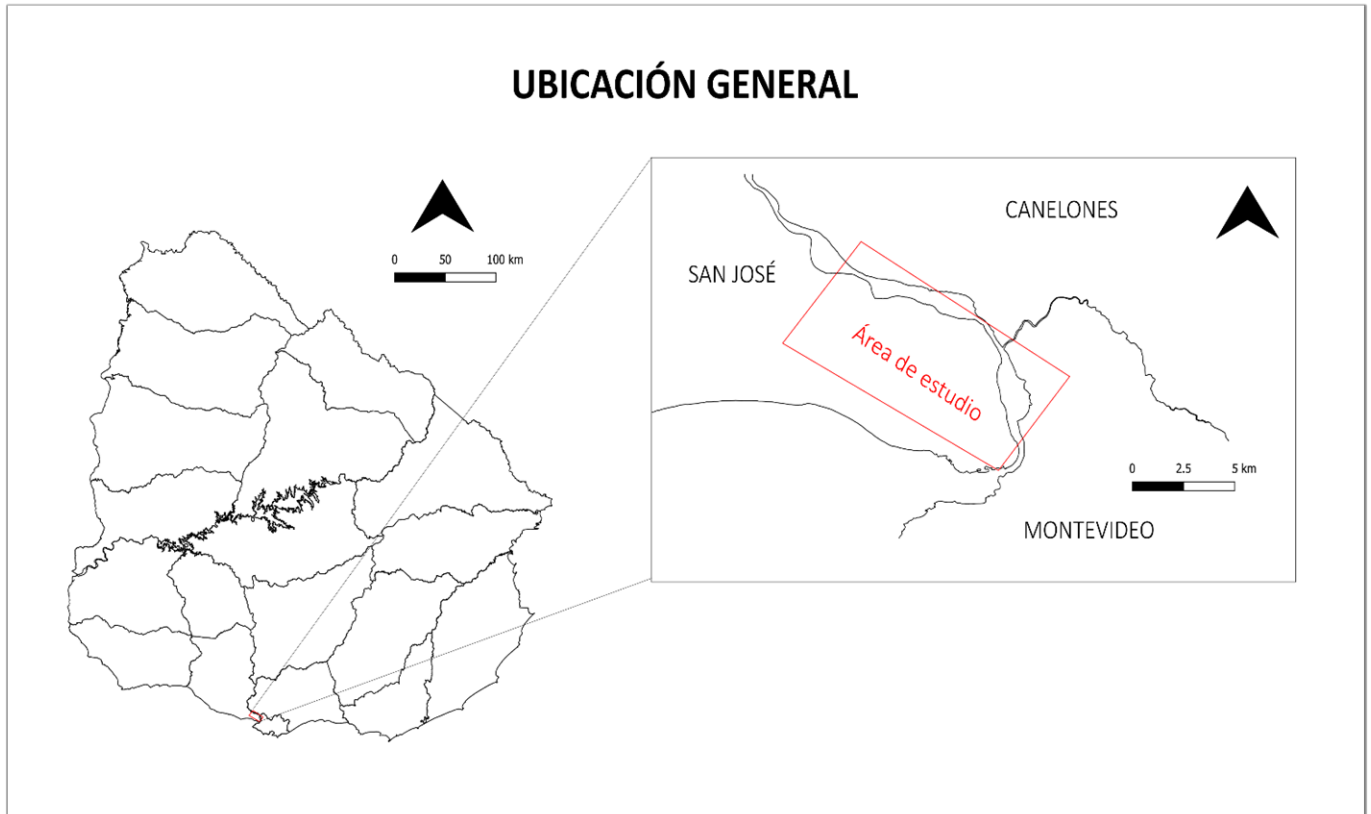 UBICACIÓN GENERAL
0 50 100 km
CANELONES
SAN JOSÉ
Área de estudio
0 2.5 5 km
MONTEVIDEO